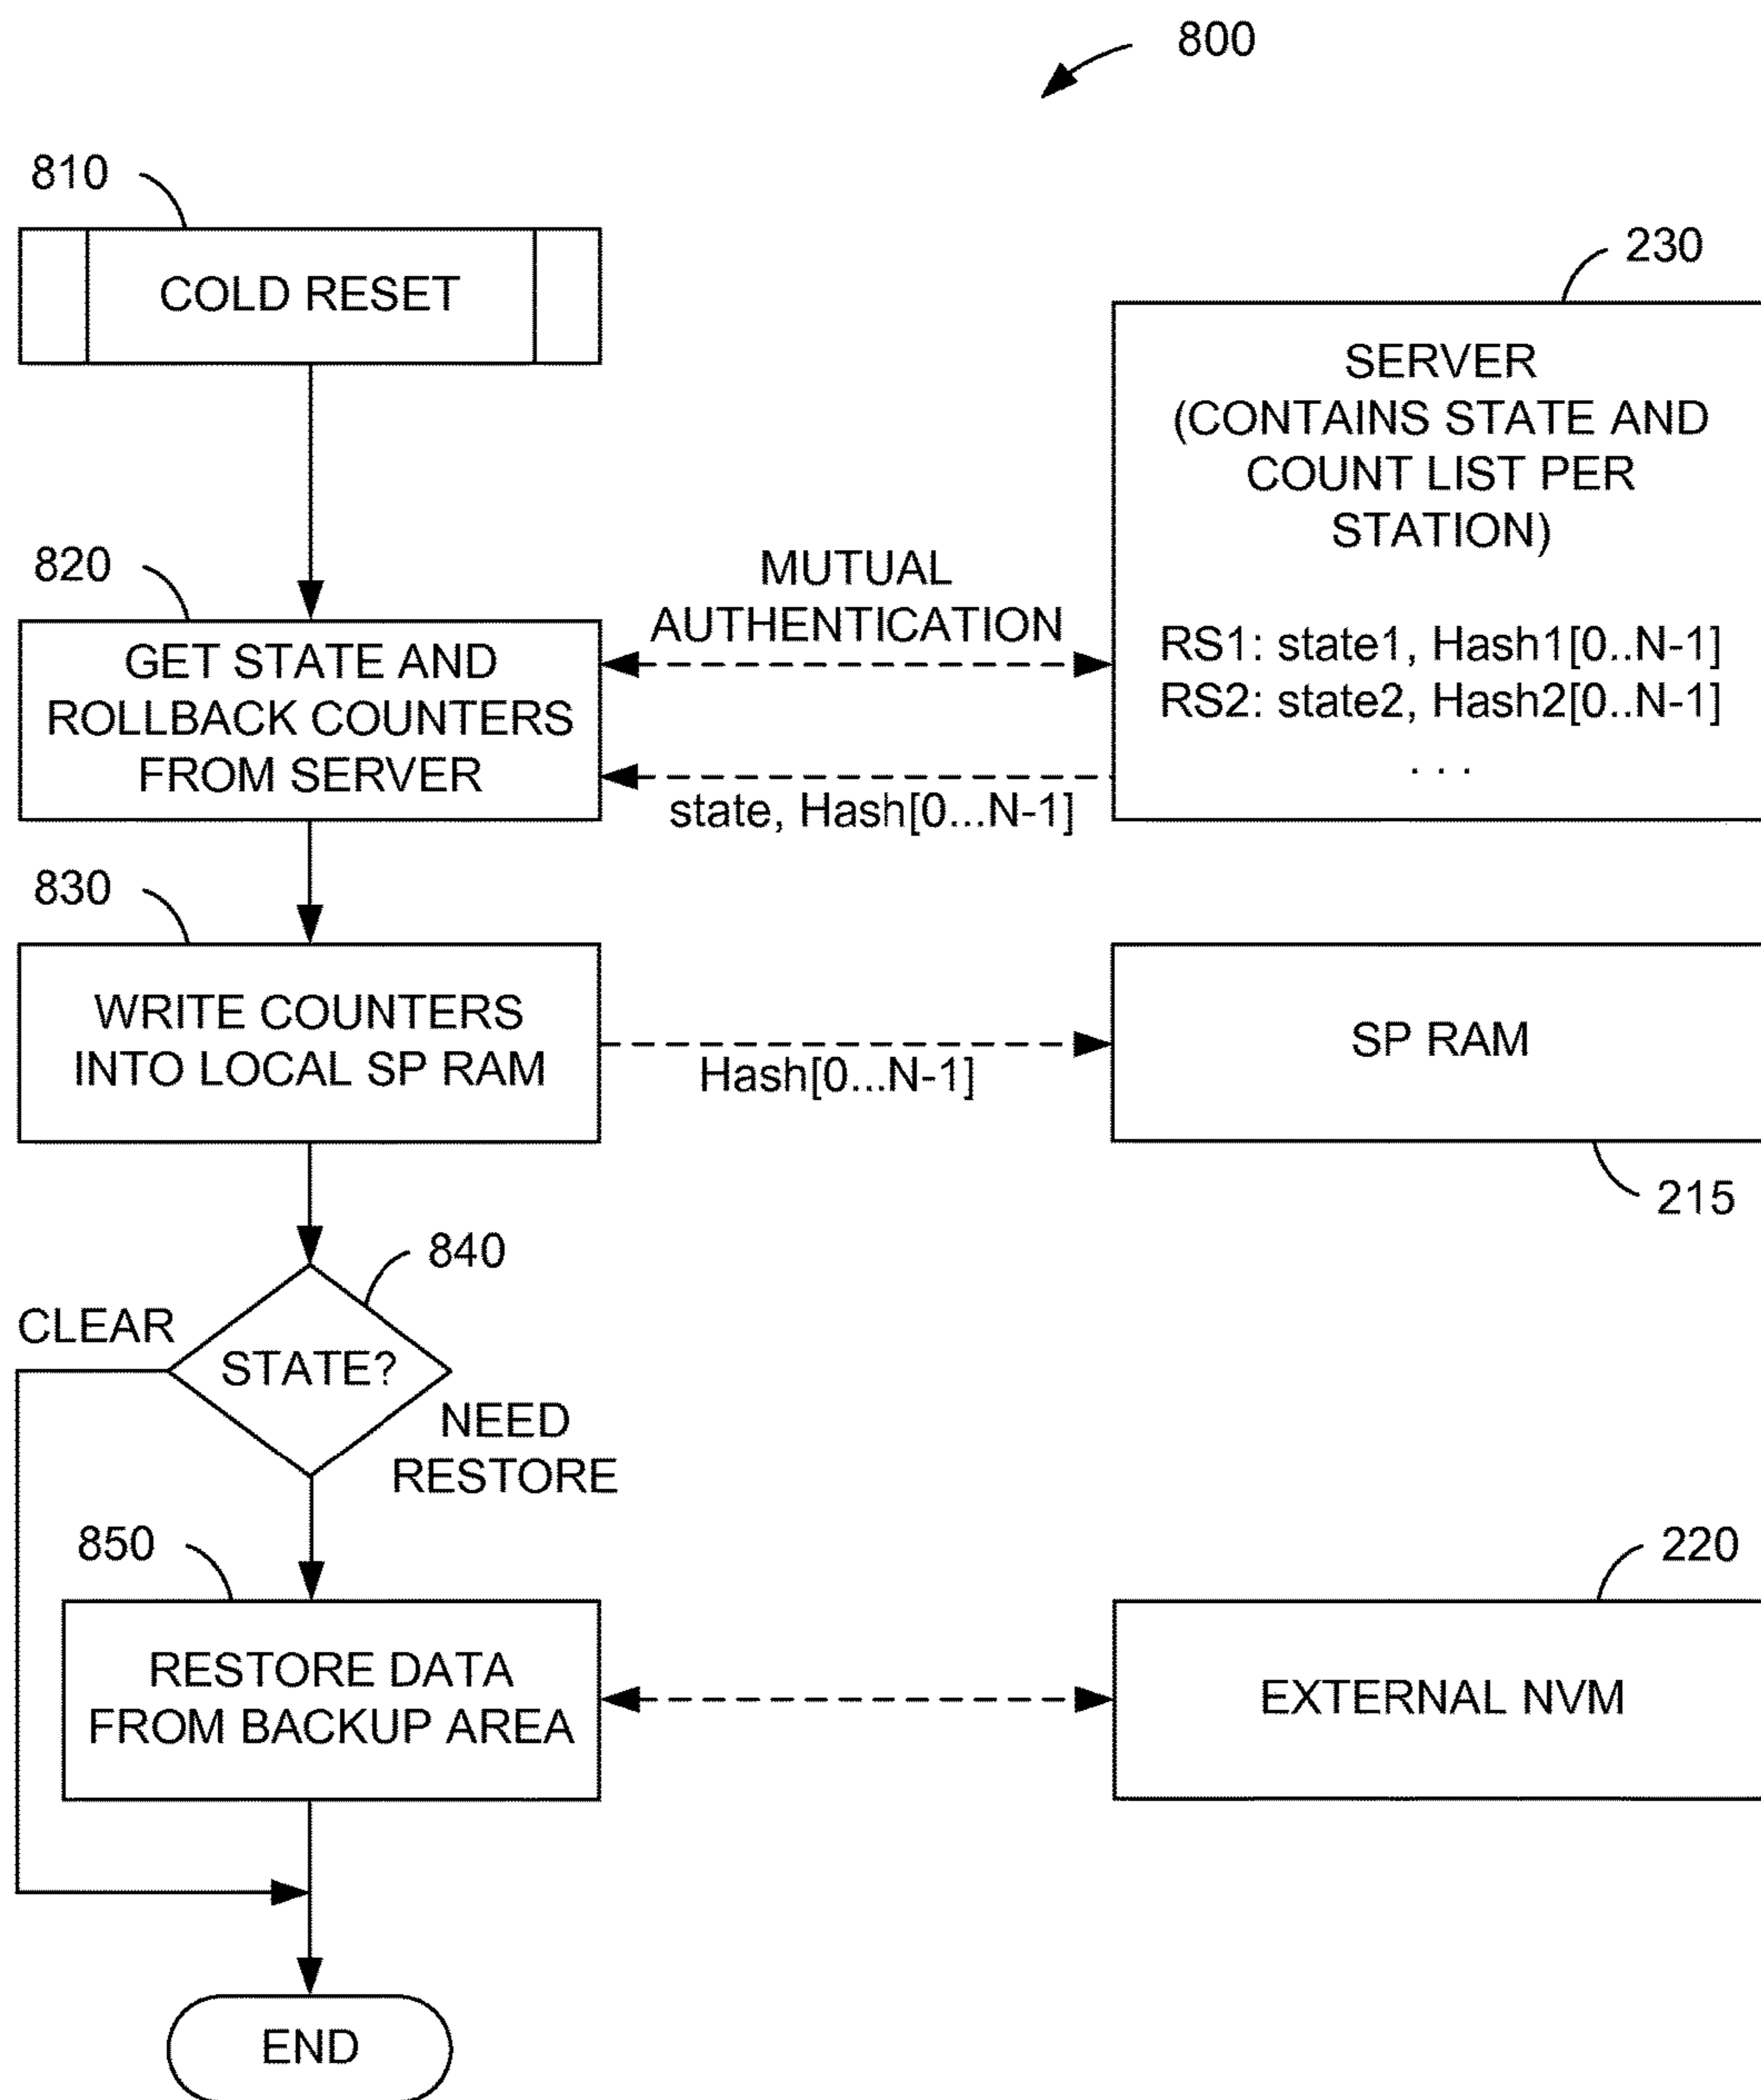 800
810
COLD RESET
230
SERVER
(CONTAINS STATE AND
COUNT LIST PER
STATION)
RS1: state1, Hash1[0..N-1]
RS2: state2, Hash2[0..N-1]
. . .
820
GET STATE AND
ROLLBACK COUNTERS
FROM SERVER
MUTUAL
AUTHENTICATION
state, Hash[0...N-1]
830
WRITE COUNTERS
INTO LOCAL SP RAM
Hash[0...N-1]
SP RAM
215
840
CLEAR
STATE?
NEED
RESTORE
850
RESTORE DATA
FROM BACKUP AREA
220
EXTERNAL NVM
END